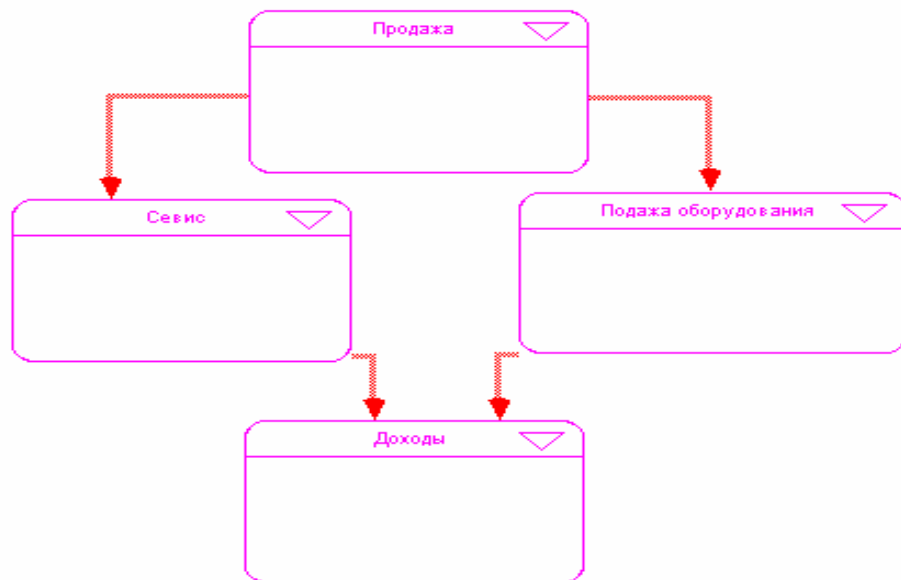 Продажа
Севис
Подажа оборудования
Доходы